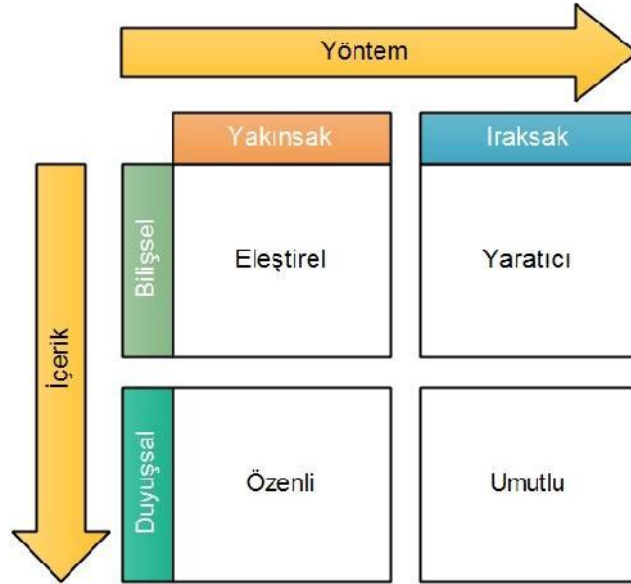 Yöntem
Yakınsak
Iraksak
İçerik
Bilişsel
Eleştirel
Yaratıcı
Duyuşsal
Özenli
Umutlu